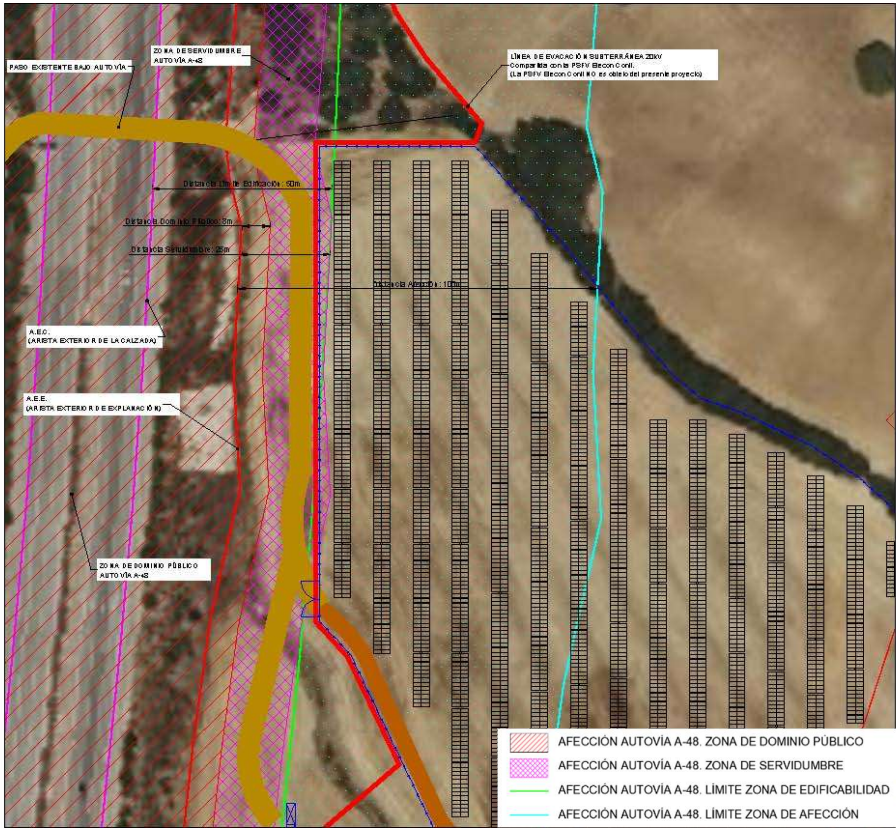 ZONA DE SERVIDUMBRE
AUTOVÍA A-48
PASO EXISTENTE BAJO AUTOVÍA
LÍNEA DE EVACACIÓN SUBTERRÁNEA 20kV
Compartida con la PSFV Elecon Conil.
(La PSFV Elecon Conil NO es objeto del presente proyecto)
Distancia Límite Edificación: 50m
Distancia Dominio Público: 8m
Distancia Servidumbre: 25m
Distancia Afección: 100m
A.E.C.
(ARISTA EXTERIOR DE LA CALZADA)
A.E.E.
(ARISTA EXTERIOR DE EXPLANACIÓN)
ZONA DE DOMINIO PÚBLICO
AUTOVÍA A-48
AFECCIÓN AUTOVÍA A-48. ZONA DE DOMINIO PÚBLICO
AFECCIÓN AUTOVÍA A-48. ZONA DE SERVIDUMBRE
AFECCIÓN AUTOVÍA A-48. LÍMITE ZONA DE EDIFICABILIDAD
AFECCIÓN AUTOVÍA A-48. LÍMITE ZONA DE AFECCIÓN